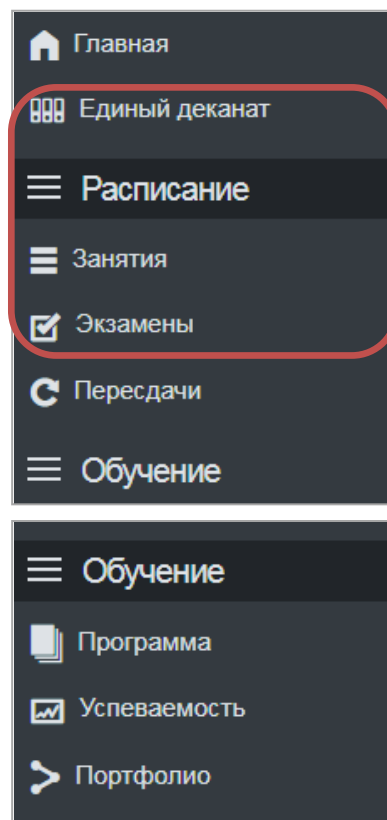 Главная
Единый деканат
Расписание
Занятия
Экзамены
Пересдачи
Обучение
Обучение
Программа
Успеваемость
Портфолио